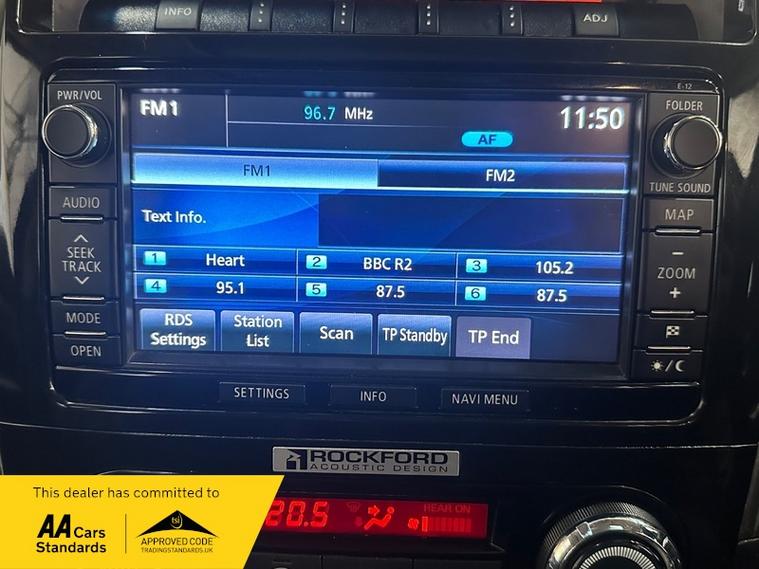 INFO
ADJ
E-12
PWR/VOL
FOLDER
FM1
96.7 MHz
11:50
AF
FM1
FM2
TUNE SOUND
AUDIO
Text Info.
MAP
SEEK
TRACK
− ZOOM +
1 Heart
2 BBC R2
3 105.2
4 95.1
5 87.5
6 87.5
MODE
OPEN
RDS
Settings
Station
List
Scan
TP Standby
TP End
SETTINGS
INFO
NAVI MENU
ROCKFORD
ACOUSTIC DESIGN
20.5
REAR ON
This dealer has committed to
AA Cars
Standards
tsi
APPROVED CODE
TRADINGSTANDARDS.UK